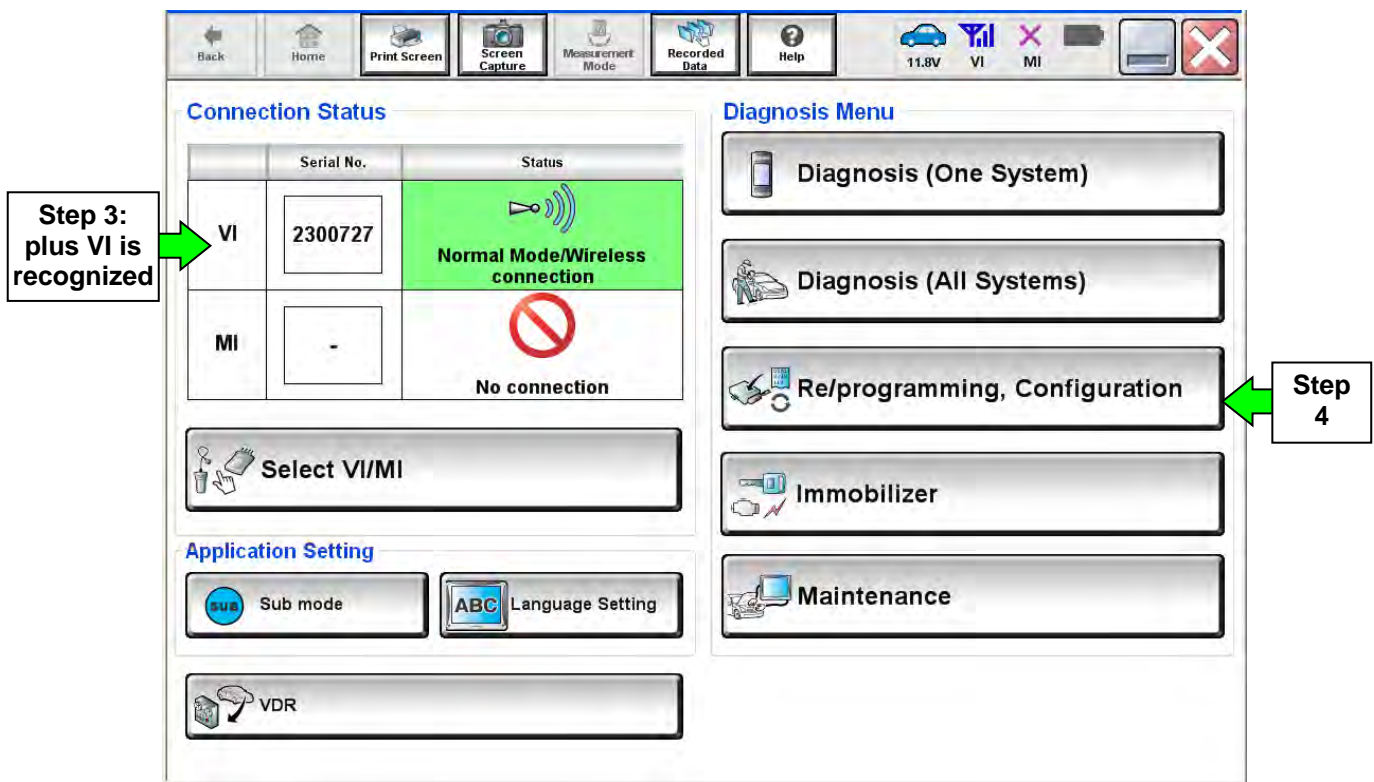 Back
Home
Print Screen
Screen
Capture
Measurement
Mode
Recorded
Data
?
Help
11.8V
VI
MI
Connection Status
Serial No.
Status
VI
2300727
Normal Mode/Wireless
connection
MI
-
No connection
Step 3:
plus VI is
recognized
Select VI/MI
Application Setting
SUB
Sub mode
ABC
Language Setting
VDR
Diagnosis Menu
Diagnosis (One System)
Diagnosis (All Systems)
Re/programming, Configuration
Step
4
Immobilizer
Maintenance